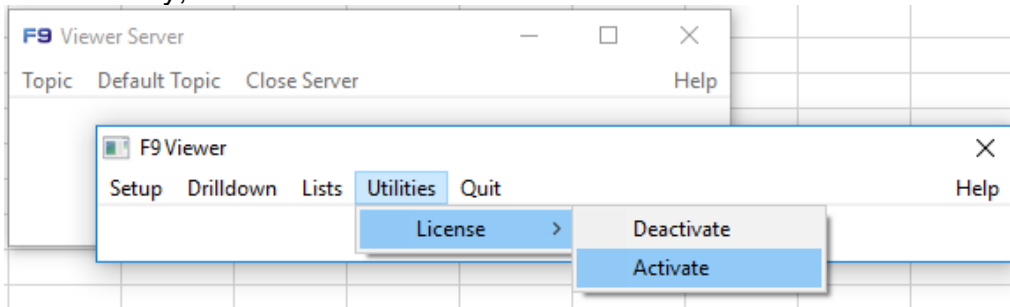 F9 Viewer Server
Topic Default Topic Close Server Help
F9 Viewer
Setup Drilldown Lists Utilities Quit Help
License > Deactivate
Activate